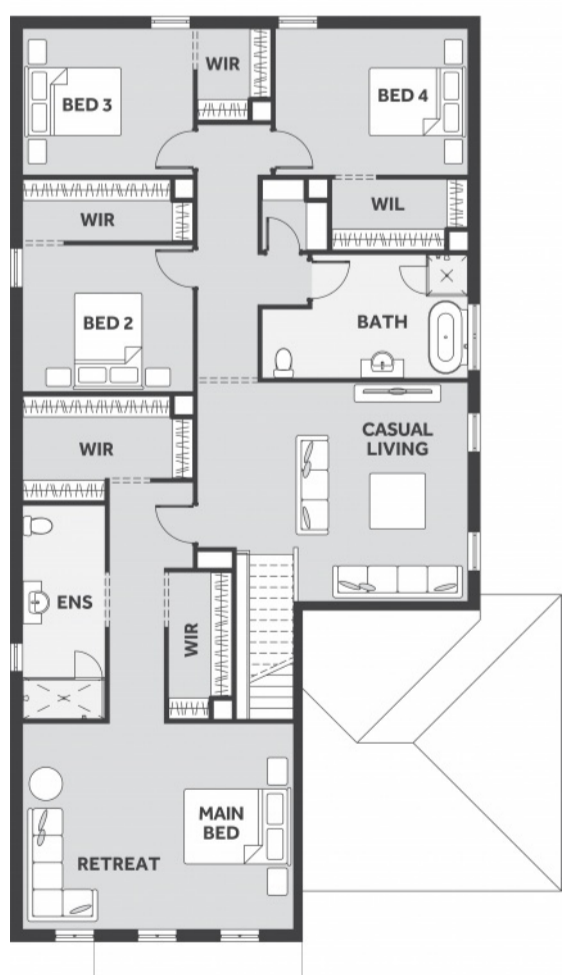 WIR
BED 3
BED 4
WIR
WIL
BED 2
BATH
CASUAL
LIVING
WIR
ENS
WIR
MAIN
BED
RETREAT